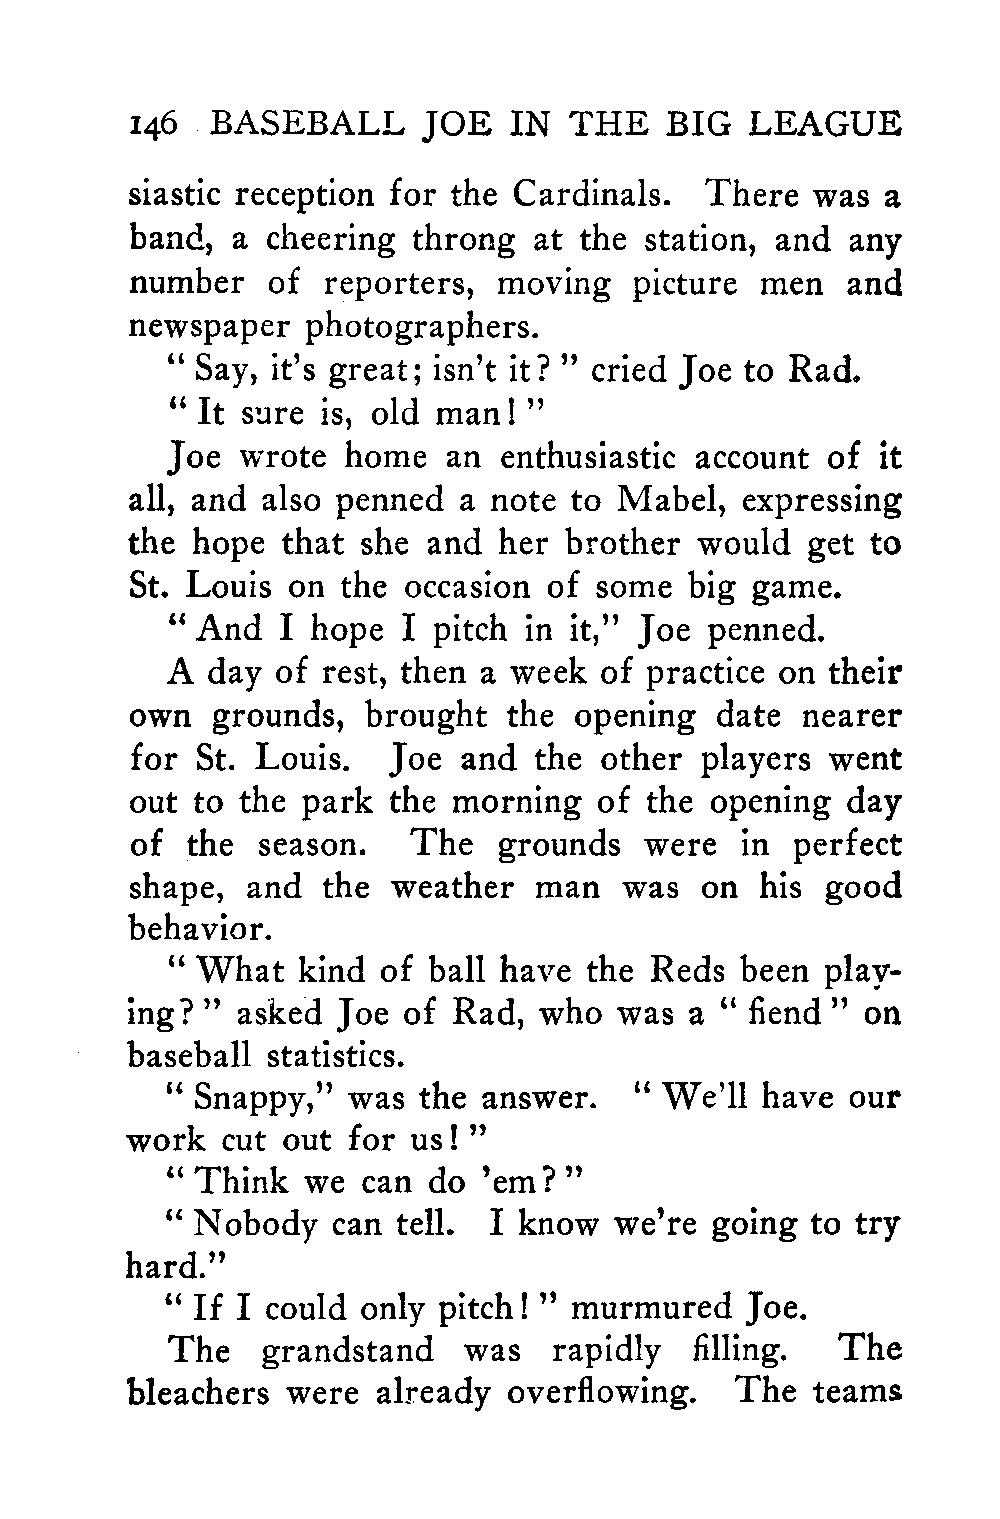 146 BASEBALL JOE IN THE BIG LEAGUE
siastic reception for the Cardinals. There was a
band, a cheering throng at the station, and any
number of reporters, moving picture men and
newspaper photographers.
“ Say, it’s great; isn’t it? ” cried Joe to Rad.
“ It sure is, old man! ”
Joe wrote home an enthusiastic account of it
all, and also penned a note to Mabel, expressing
the hope that she and her brother would get to
St. Louis on the occasion of some big game.
“ And I hope I pitch in it,” Joe penned.
A day of rest, then a week of practice on their
own grounds, brought the opening date nearer
for St. Louis. Joe and the other players went
out to the park the morning of the opening day
of the season. The grounds were in perfect
shape, and the weather man was on his good
behavior.
“ What kind of ball have the Reds been play-
ing? ” asked Joe of Rad, who was a “ fiend ” on
baseball statistics.
“ Snappy,” was the answer. “ We’ll have our
work cut out for us! ”
“ Think we can do ’em? ”
“ Nobody can tell. I know we’re going to try
hard.”
“ If I could only pitch! ” murmured Joe.
The grandstand was rapidly filling. The
bleachers were already overflowing. The teams